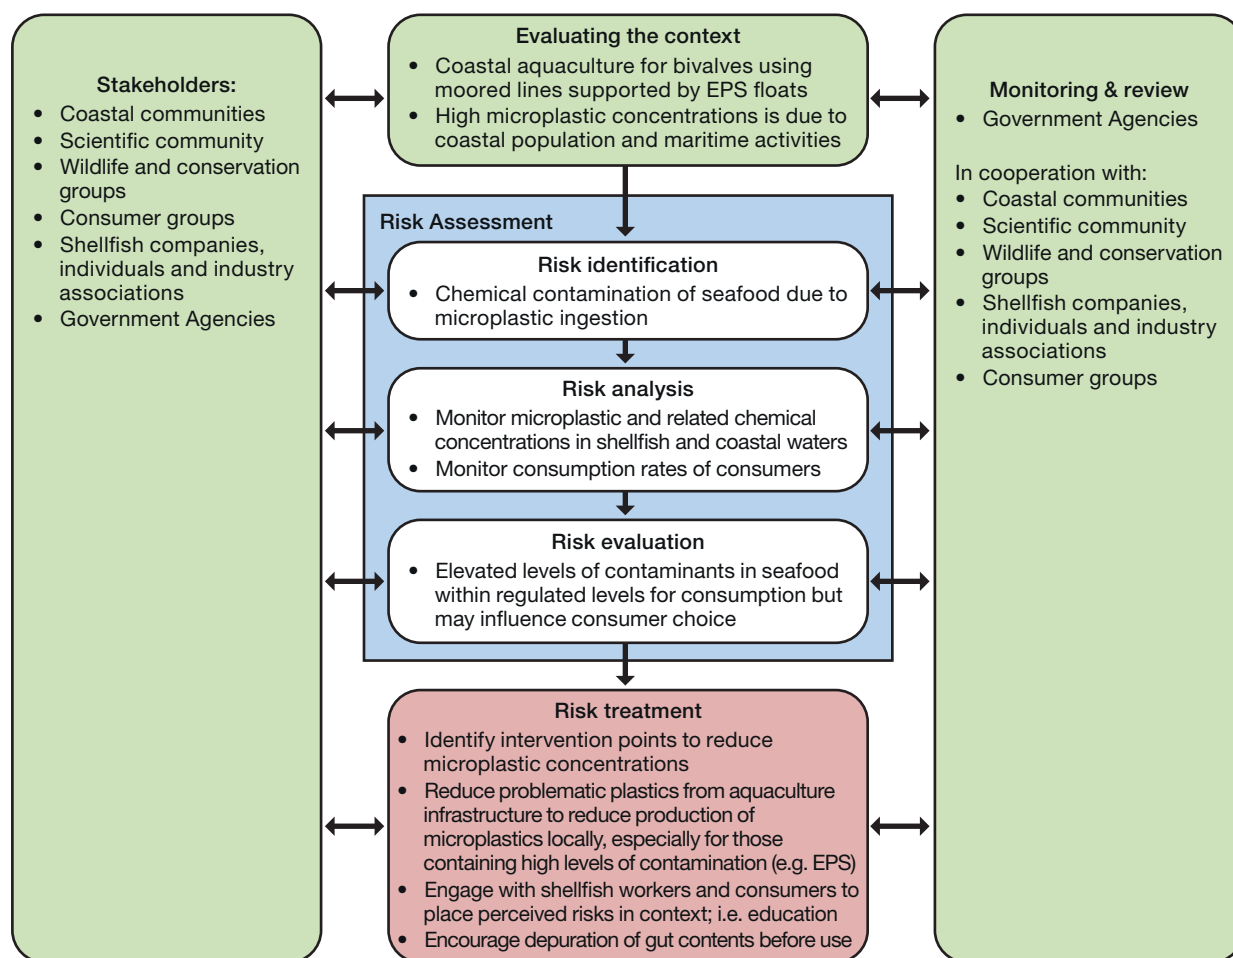 Stakeholders:
• Coastal communities
• Scientific community
• Wildlife and conservation
groups
• Consumer groups
• Shellfish companies,
individuals and industry
associations
• Government Agencies
Evaluating the context
• Coastal aquaculture for bivalves using
moored lines supported by EPS floats
• High microplastic concentrations is due to
coastal population and maritime activities
Risk Assessment
Risk identification
• Chemical contamination of seafood due to
microplastic ingestion
Risk analysis
• Monitor microplastic and related chemical
concentrations in shellfish and coastal waters
• Monitor consumption rates of consumers
Risk evaluation
• Elevated levels of contaminants in seafood
within regulated levels for consumption but
may influence consumer choice
Risk treatment
• Identify intervention points to reduce
microplastic concentrations
• Reduce problematic plastics from aquaculture
infrastructure to reduce production of
microplastics locally, especially for those
containing high levels of contamination (e.g. EPS)
• Engage with shellfish workers and consumers to
place perceived risks in context; i.e. education
• Encourage depuration of gut contents before use
Monitoring & review
• Government Agencies
In cooperation with:
• Coastal communities
• Scientific community
• Wildlife and conservation
groups
• Shellfish companies,
individuals and industry
associations
• Consumer groups